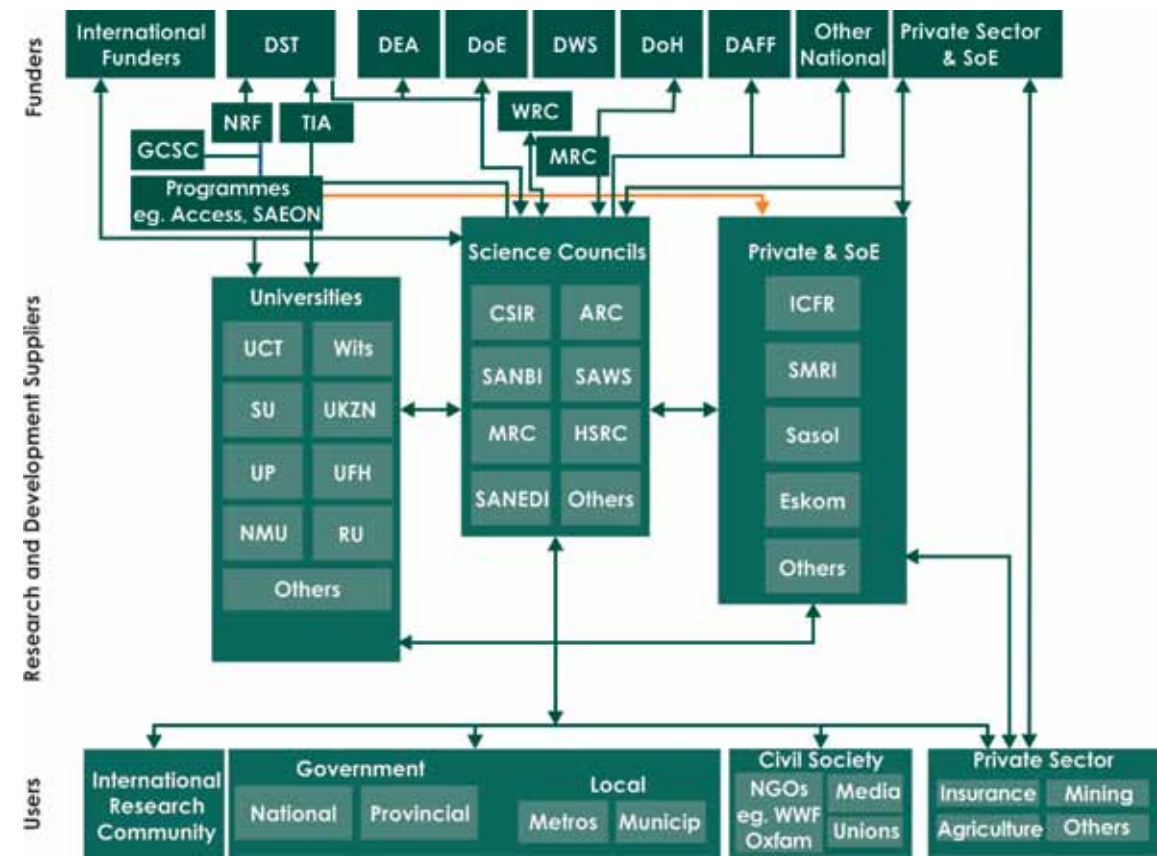 Funders
International
Funders
DST
DEA
DoE
DWS
DoH
DAFF
Other
National
Private Sector
& SoE
NRF
TIA
WRC
GCSC
MRC
Programmes
eg. Access, SAEON
Research and Development Suppliers
Universities
UCT
Wits
SU
UKZN
UP
UFH
NMU
RU
Others
Science Councils
CSIR
ARC
SANBI
SAWS
MRC
HSRC
SANEDI
Others
Private & SoE
ICFR
SMRI
Sasol
Eskom
Others
Users
International
Research
Community
Government
National
Provincial
Local
Metros
Municip
Civil Society
NGOs
eg. WWF
Oxfam
Media
Unions
Private Sector
Insurance
Mining
Agriculture
Others